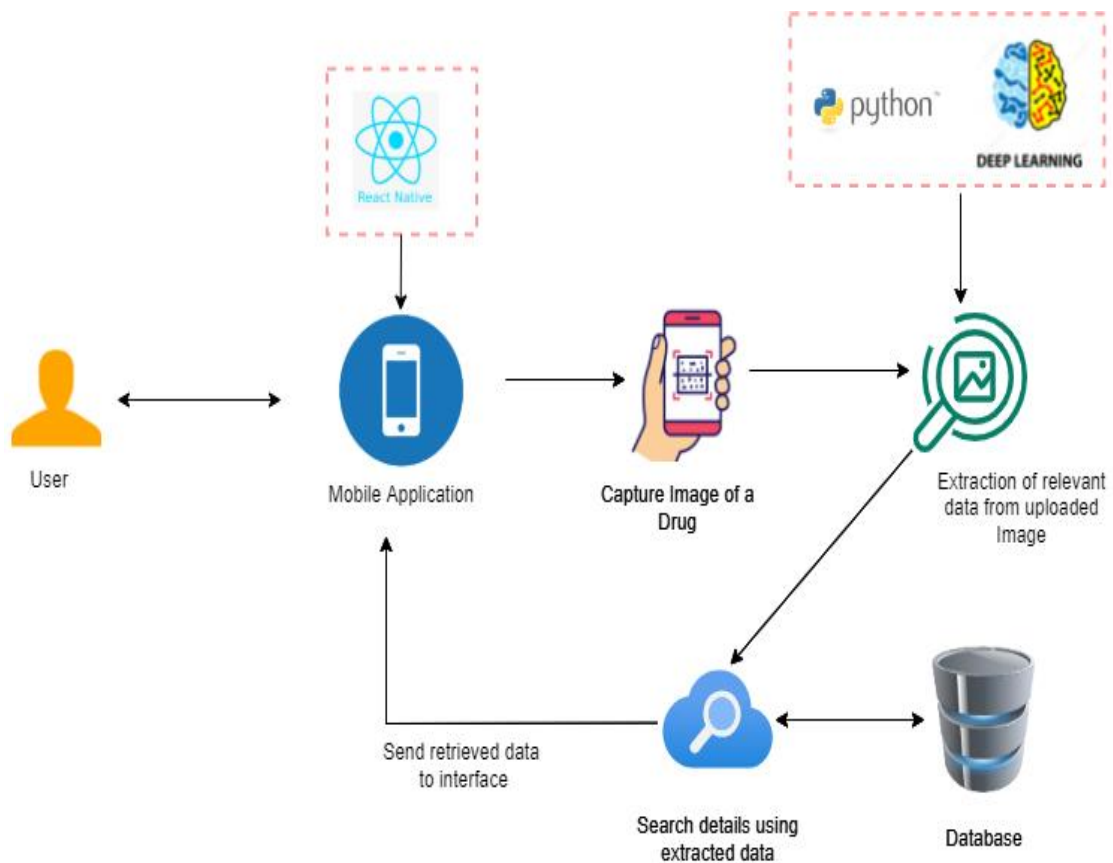 python™
DEEP LEARNING
React Native
User
Mobile Application
Capture Image of a
Drug
Extraction of relevant
data from uploaded
Image
Send retrieved data
to interface
Search details using
extracted data
Database